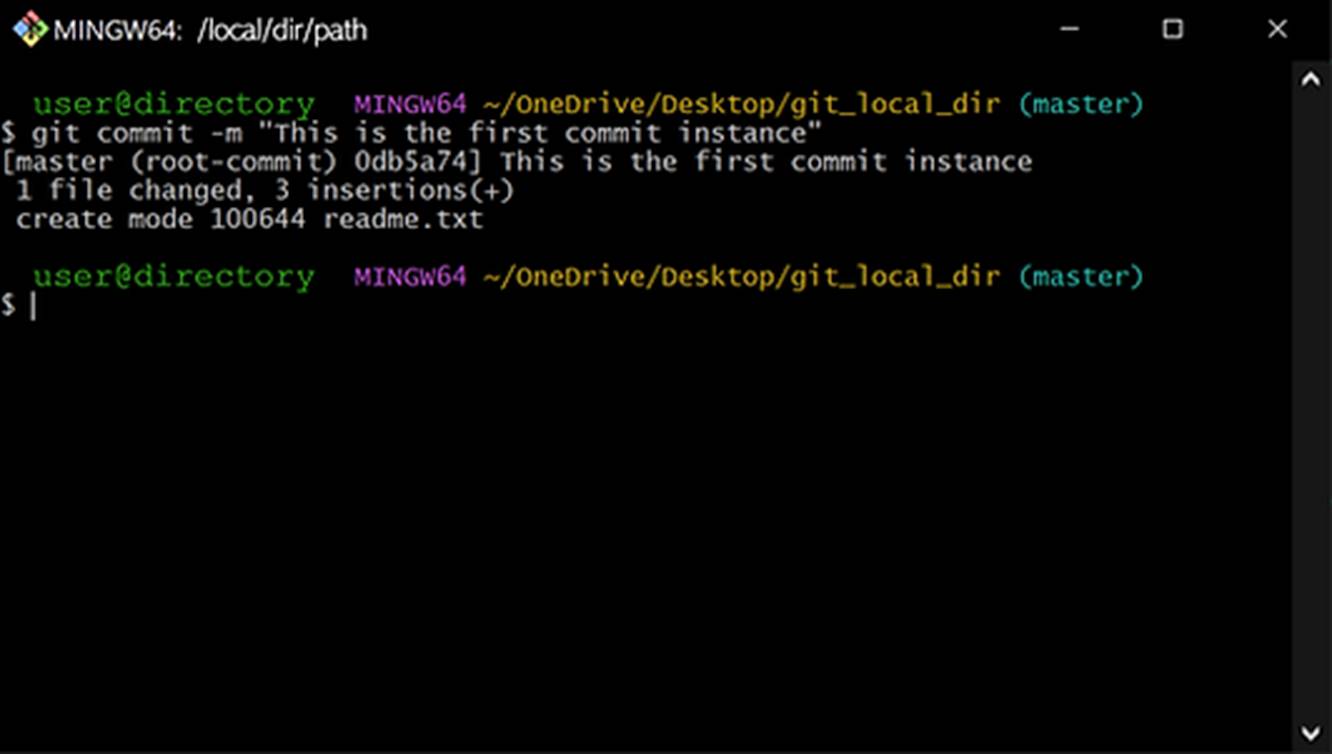 MINGW64: /local/dir/path
user@directory MINGW64 ~/OneDrive/Desktop/git_local_dir (master)
$ git commit -m "This is the first commit instance"
[master (root-commit) 0db5a74] This is the first commit instance
1 file changed, 3 insertions(+)
create mode 100644 readme.txt
user@directory MINGW64 ~/OneDrive/Desktop/git_local_dir (master)
$